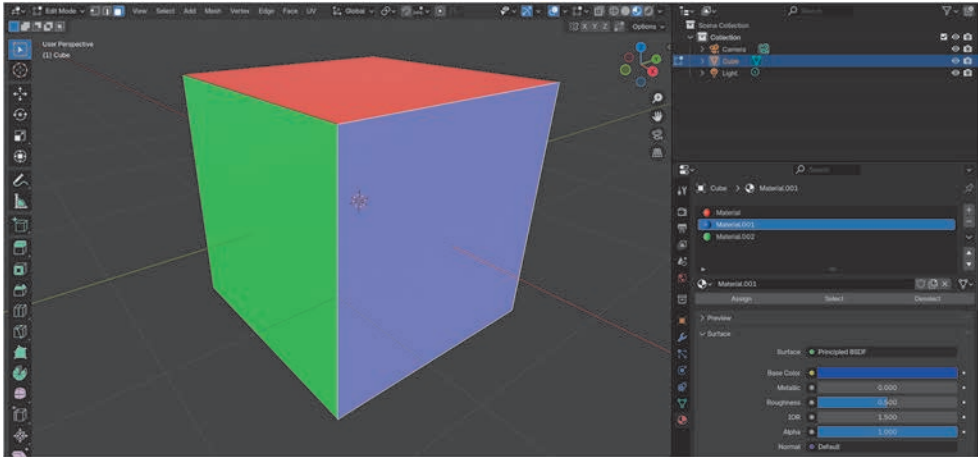 Edit Mode View Select Add Mesh Vertex Edge Face UV Global
X Y Z Options
User Perspective
(1) Cube
X
Scene Collection
Collection
Camera
Cube
Light
Search
Cube > Material.001
Material
Material.001
Material.002
Material.001
Assign Select Deselect
Preview
Surface
Surface Principled BSDF
Base Color
Metallic 0.000
Roughness 0.500
IOR 1.500
Alpha 1.000
Normal Default